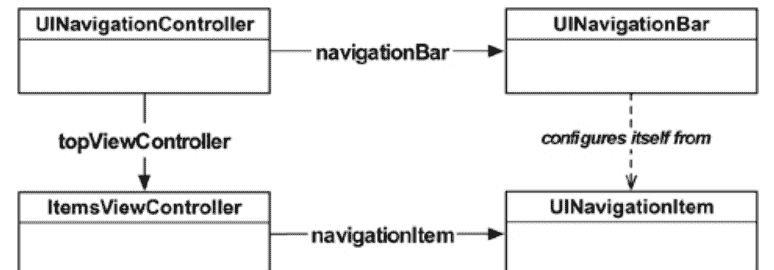 UINavigationController
UINavigationBar
navigationBar
topViewController
configures itself from
ItemsViewController
UINavigationItem
navigationItem